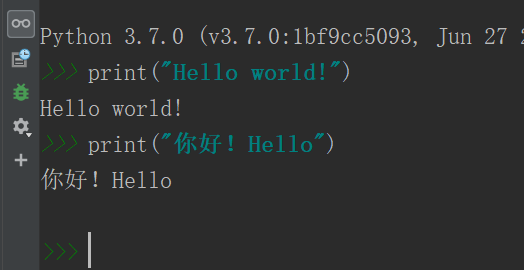 Python 3.7.0 (v3.7.0:1bf9cc5093, Jun 27
>>> print("Hello world!")
Hello world!
>>> print("你好！Hello")
你好！Hello
>>>